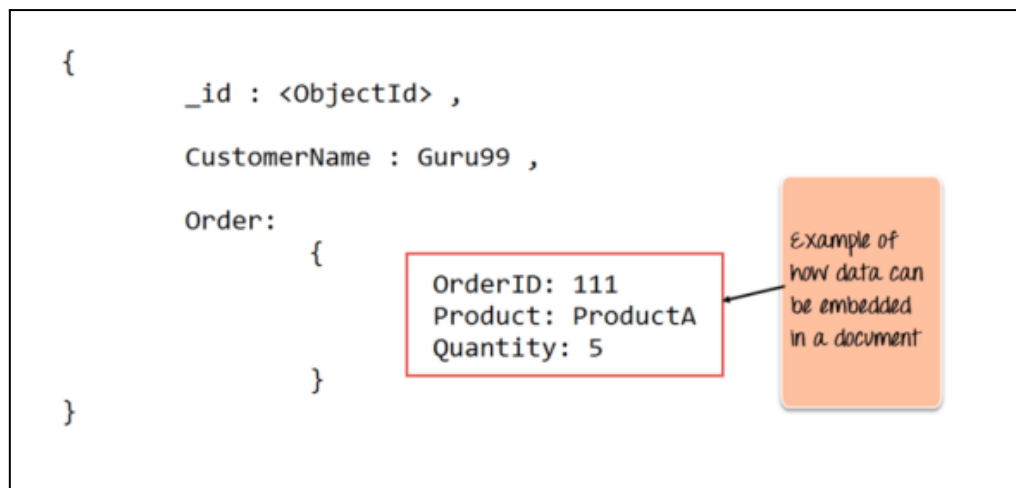 {
_id : <ObjectId> ,
CustomerName : Guru99 ,
Order:
{
OrderID: 111
Product: ProductA
Quantity: 5
}
}
Example of
how data can
be embedded
in a document